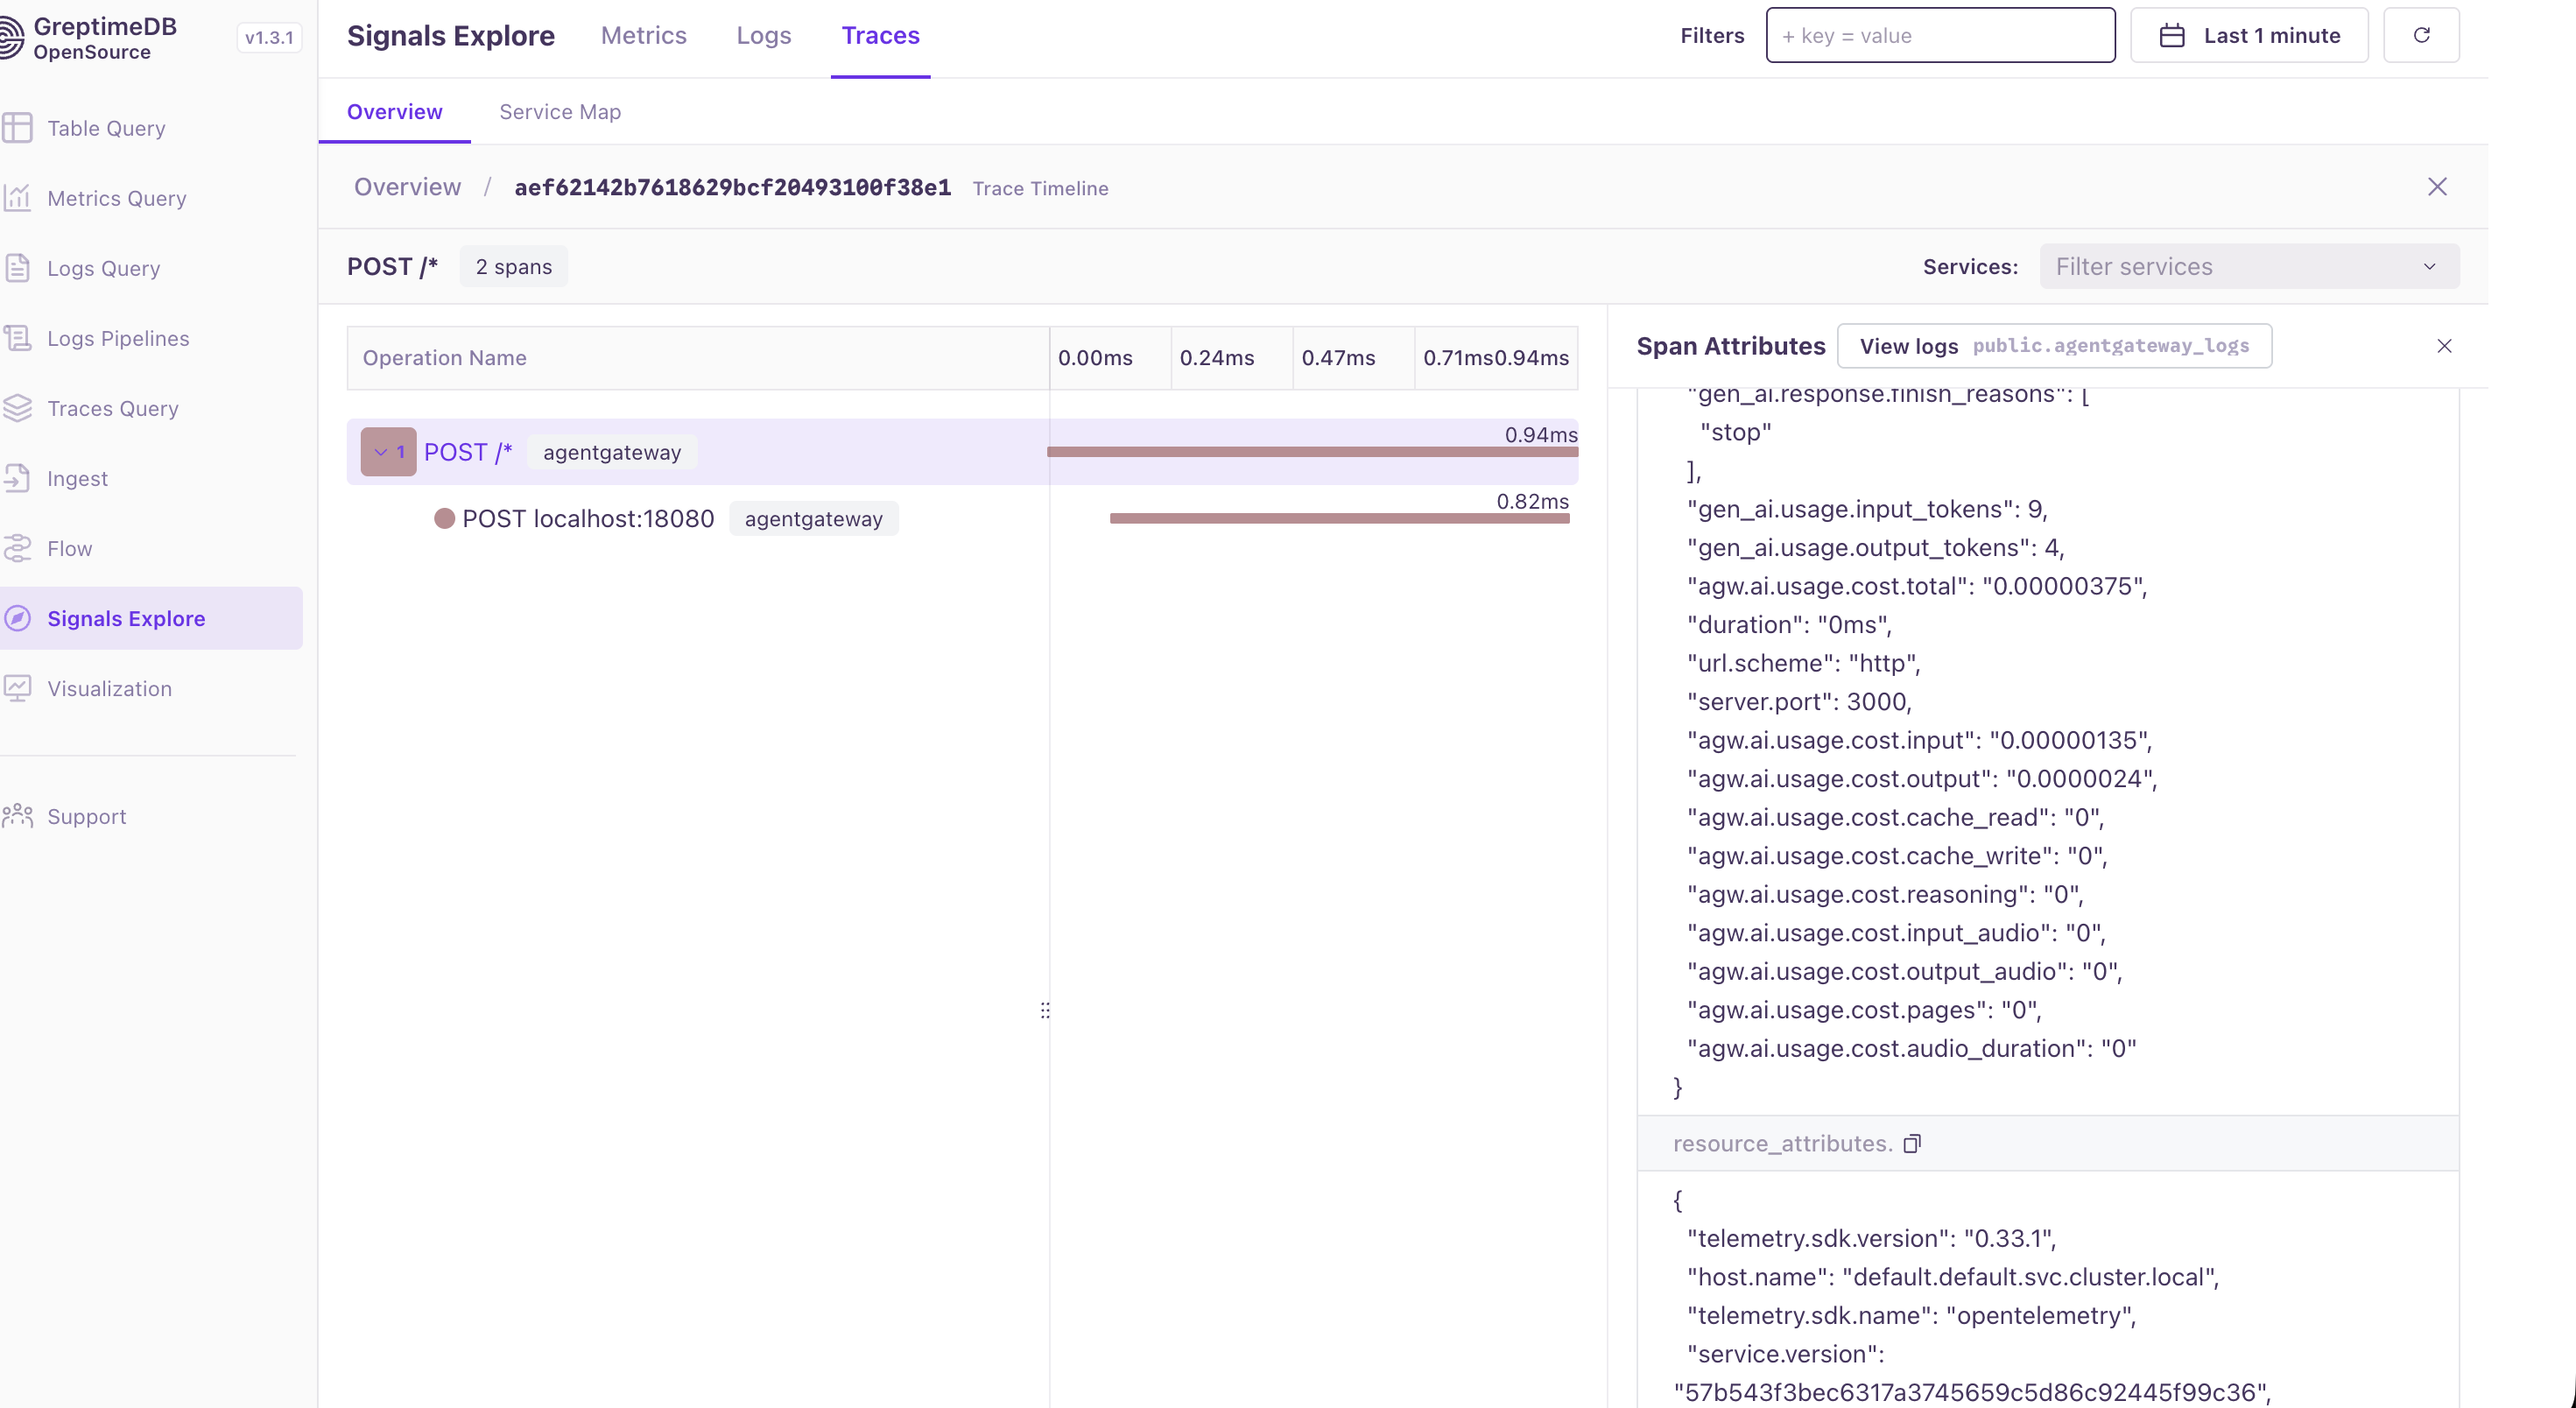 GreptimeDB
OpenSource
v1.3.1
Table Query
Metrics Query
Logs Query
Logs Pipelines
Traces Query
Ingest
Flow
Signals Explore
Visualization
Support
Signals Explore
Metrics
Logs
Traces
Filters
+ key = value
Last 1 minute
Overview
Service Map
Overview / aef62142b7618629bcf20493100f38e1 Trace Timeline
POST /*
2 spans
Services:
Filter services
Operation Name
0.00ms
0.24ms
0.47ms
0.71ms0.94ms
1 POST /* agentgateway
0.94ms
POST localhost:18080 agentgateway
0.82ms
Span Attributes
View logs public.agentgateway_logs
"gen_ai.response.finish_reasons": [
"stop"
],
"gen_ai.usage.input_tokens": 9,
"gen_ai.usage.output_tokens": 4,
"agw.ai.usage.cost.total": "0.00000375",
"duration": "0ms",
"url.scheme": "http",
"server.port": 3000,
"agw.ai.usage.cost.input": "0.00000135",
"agw.ai.usage.cost.output": "0.0000024",
"agw.ai.usage.cost.cache_read": "0",
"agw.ai.usage.cost.cache_write": "0",
"agw.ai.usage.cost.reasoning": "0",
"agw.ai.usage.cost.input_audio": "0",
"agw.ai.usage.cost.output_audio": "0",
"agw.ai.usage.cost.pages": "0",
"agw.ai.usage.cost.audio_duration": "0"
}
resource_attributes.
{
"telemetry.sdk.version": "0.33.1",
"host.name": "default.default.svc.cluster.local",
"telemetry.sdk.name": "opentelemetry",
"service.version":
"57b543f3bec6317a3745659c5d86c92445f99c36",